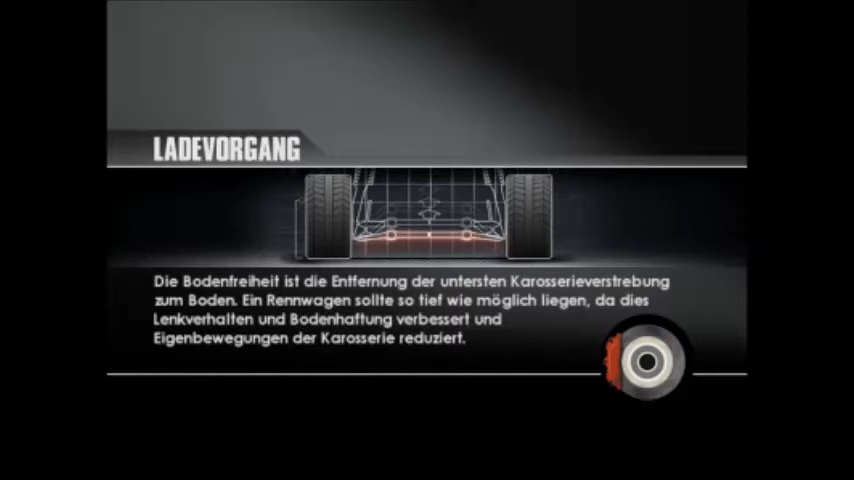 LADEVORGANG
Die Bodenfreiheit ist die Entfernung der untersten Karosserieverstrebung
zum Boden. Ein Rennwagen sollte so tief wie möglich liegen, da dies
Lenkverhalten und Bodenhaftung verbessert und
Eigenbewegungen der Karosserie reduziert.